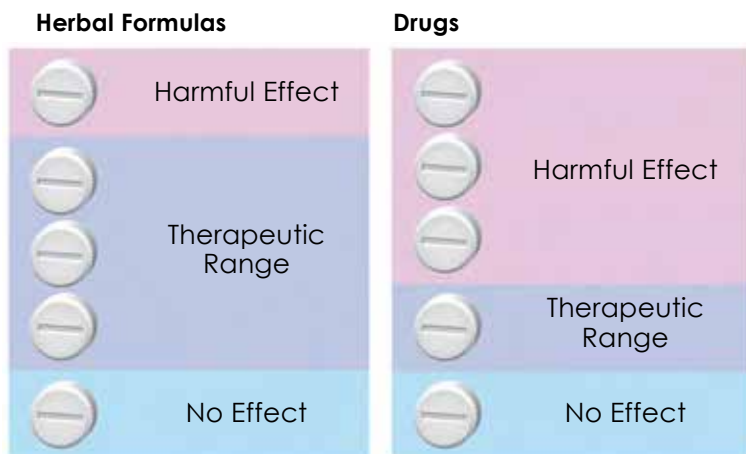 Herbal Formulas
Harmful Effect
Therapeutic
Range
No Effect
Drugs
Harmful Effect
Therapeutic
Range
No Effect